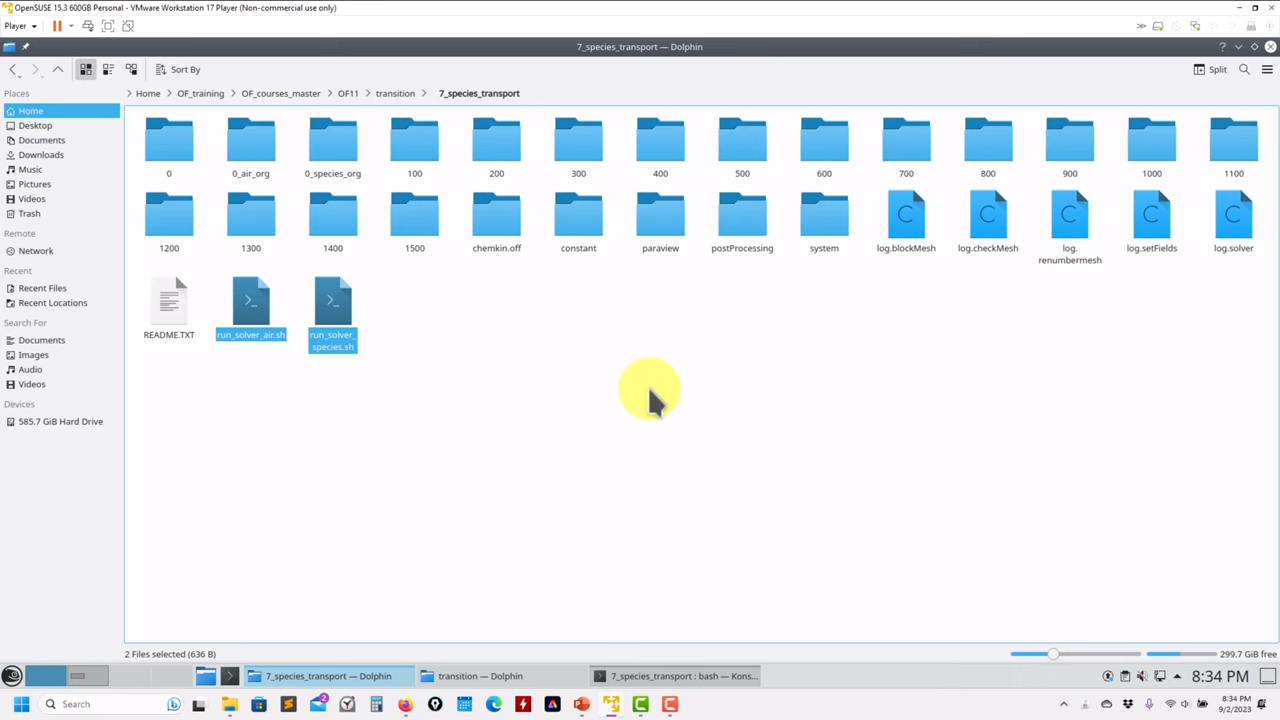 OpenSUSE 15.3 600GB Personal - VMware Workstation 17 Player (Non-commercial use only)
Player
7_species_transport — Dolphin
Sort By
Split
Places
Home
OF_training
OF_courses_master
OF11
transition
7_species_transport
Home
Desktop
Documents
Downloads
Music
Pictures
Videos
Trash
Remote
Network
Recent
Recent Files
Recent Locations
Search For
Documents
Images
Audio
Videos
Devices
585.7 GiB Hard Drive
0
0_air_org
0_species_org
100
200
300
400
500
600
700
800
900
1000
1100
1200
1300
1400
1500
chemkin.off
constant
paraview
postProcessing
system
log.blockMesh
log.checkMesh
log.
renumbermesh
log.setFields
log.solver
README.TXT
run_solver_air.sh
run_solver_
species.sh
2 Files selected (636 B)
299.7 GiB free
7_species_transport — Dolphin
transition — Dolphin
7_species_transport : bash — Kons...
8:34 PM
Search
2
8:34 PM
9/2/2023